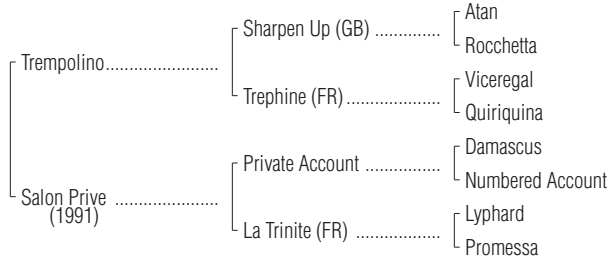 Atan
Sharpen Up (GB) ..............
Rocchetta
Trempolino........................
Viceregal
Trephine (FR)....................
Quiriquina
Damascus
Private Account ................
Numbered Account
Salon Prive ......................
(1991)
Lyphard
La Trinite (FR) ..................
Promessa